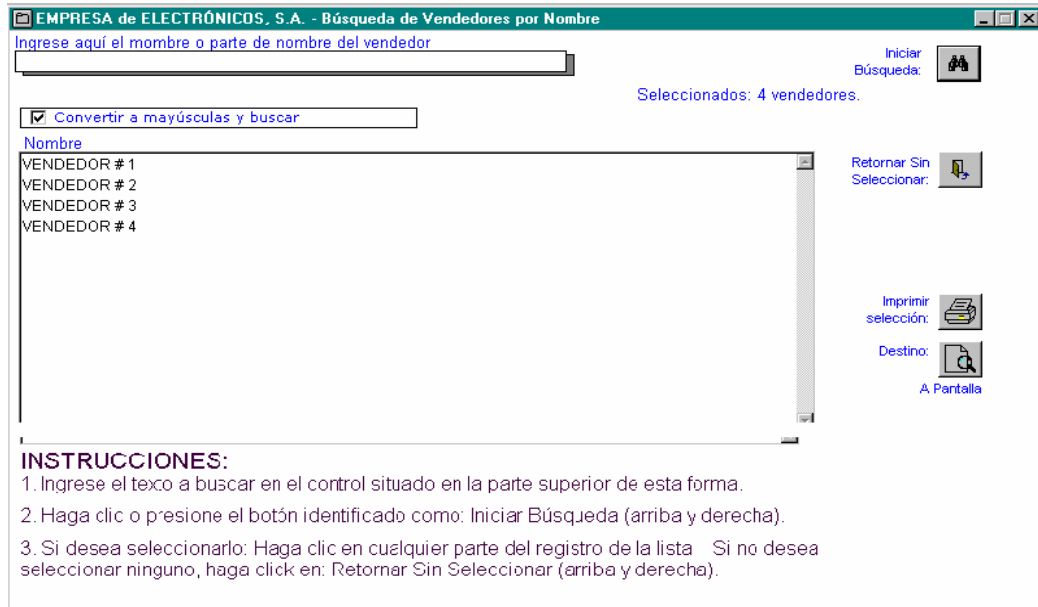 EMPRESA de ELECTRÓNICOS, S.A. - Búsqueda de Vendedores por Nombre
Ingrese aquí el mombre o parte de nombre del vendedor
Iniciar
Búsqueda:
Seleccionados: 4 vendedores.
Convertir a mayúsculas y buscar
Nombre
VENDEDOR # 1
VENDEDOR # 2
VENDEDOR # 3
VENDEDOR # 4
Retornar Sin
Seleccionar:
Imprimir
selección:
Destino:
A Pantalla
INSTRUCCIONES:
1. Ingrese el texto a buscar en el control situado en la parte superior de esta forma.
2. Haga clic o presione el botón identificado como: Iniciar Búsqueda (arriba y derecha).
3. Si desea seleccionarlo: Haga clic en cualquier parte del registro de la lista Si no desea
seleccionar ninguno, haga click en: Retornar Sin Seleccionar (arriba y derecha).